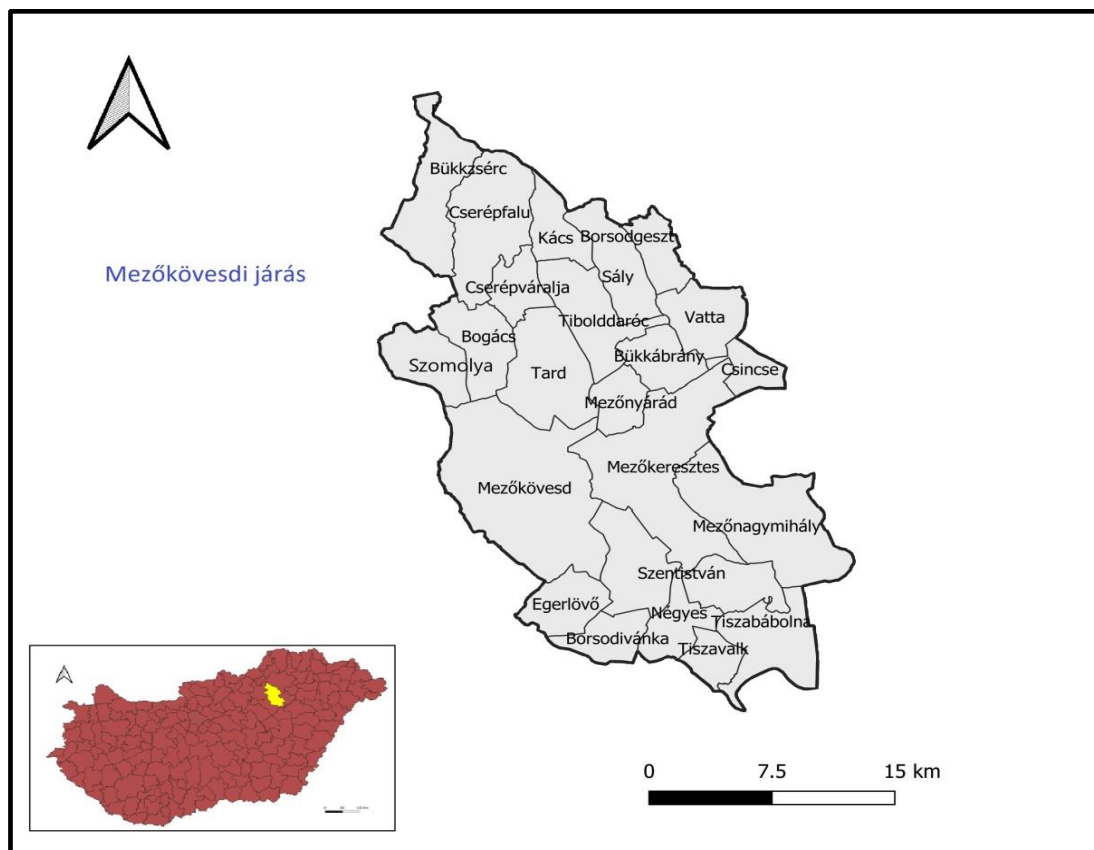 Bükkzsérc
Cserépfalu
Kács
Borsodgeszt
Mezőkövesdi járás
Sály
Cserépváralja
Tibolddaróc
Vatta
Bogács
Bükkábrány
Szomolya
Tard
Csincse
Mezőnyárád
Mezőkeresztes
Mezőkövesd
Mezőnagymihály
Szentistván
Egerlövő
Négyes
Tiszabábolna
Borsodivánka
Tiszavalk
0 7.5 15 km